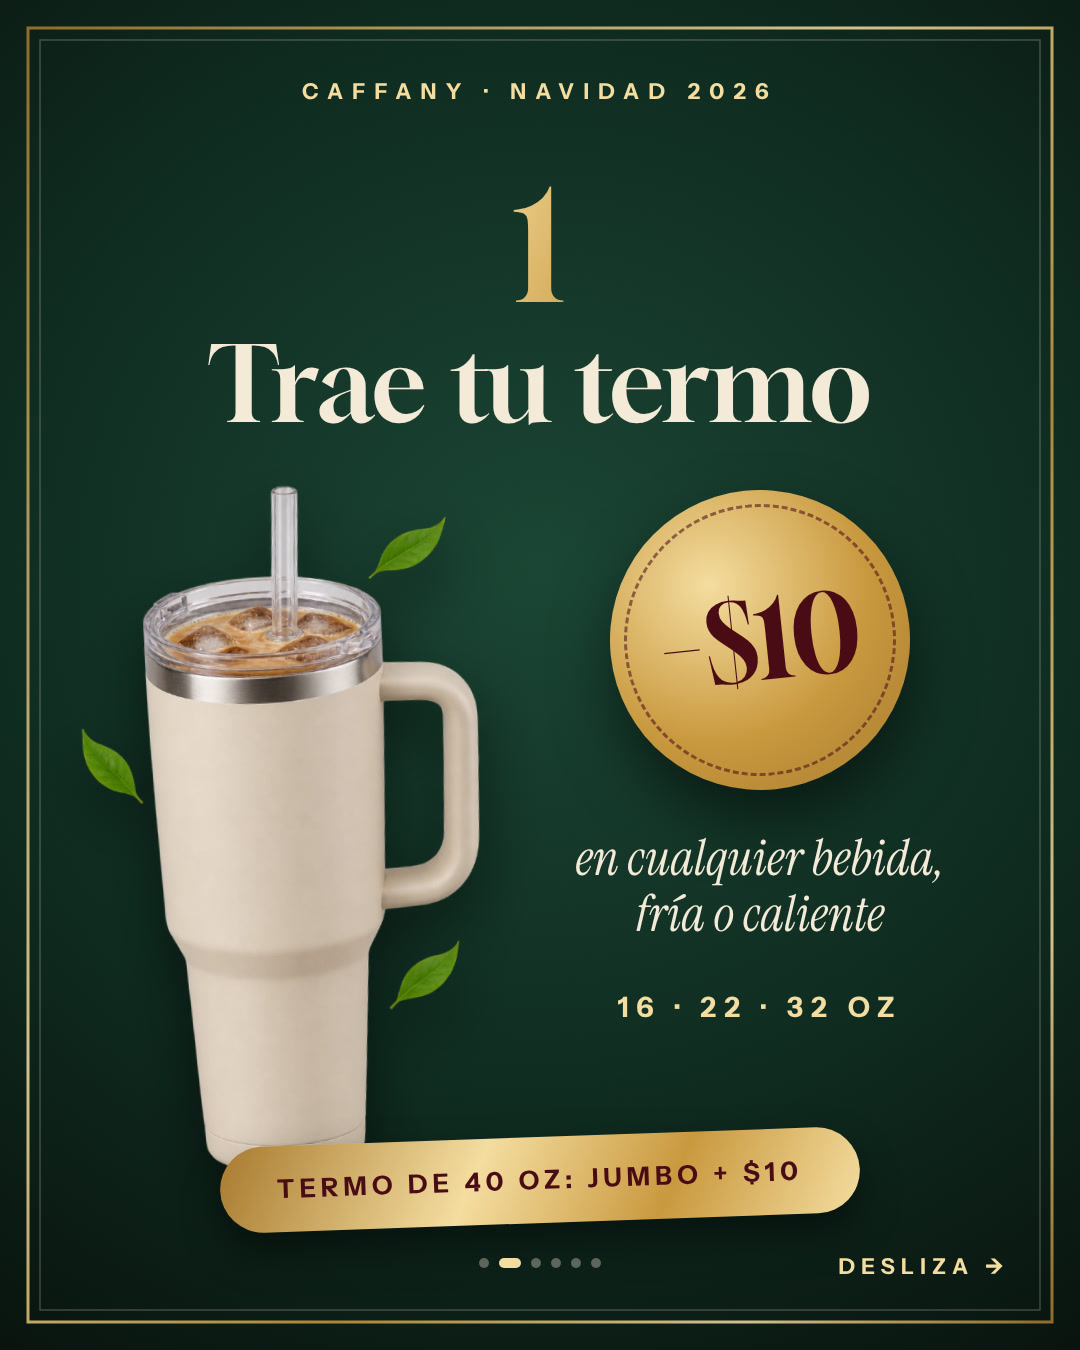 CAFFANY · NAVIDAD 2026
1
Trae tu termo
–$10
en cualquier bebida,
fría o caliente
16 · 22 · 32 OZ
TERMO DE 40 OZ: JUMBO + $10
DESLIZA →